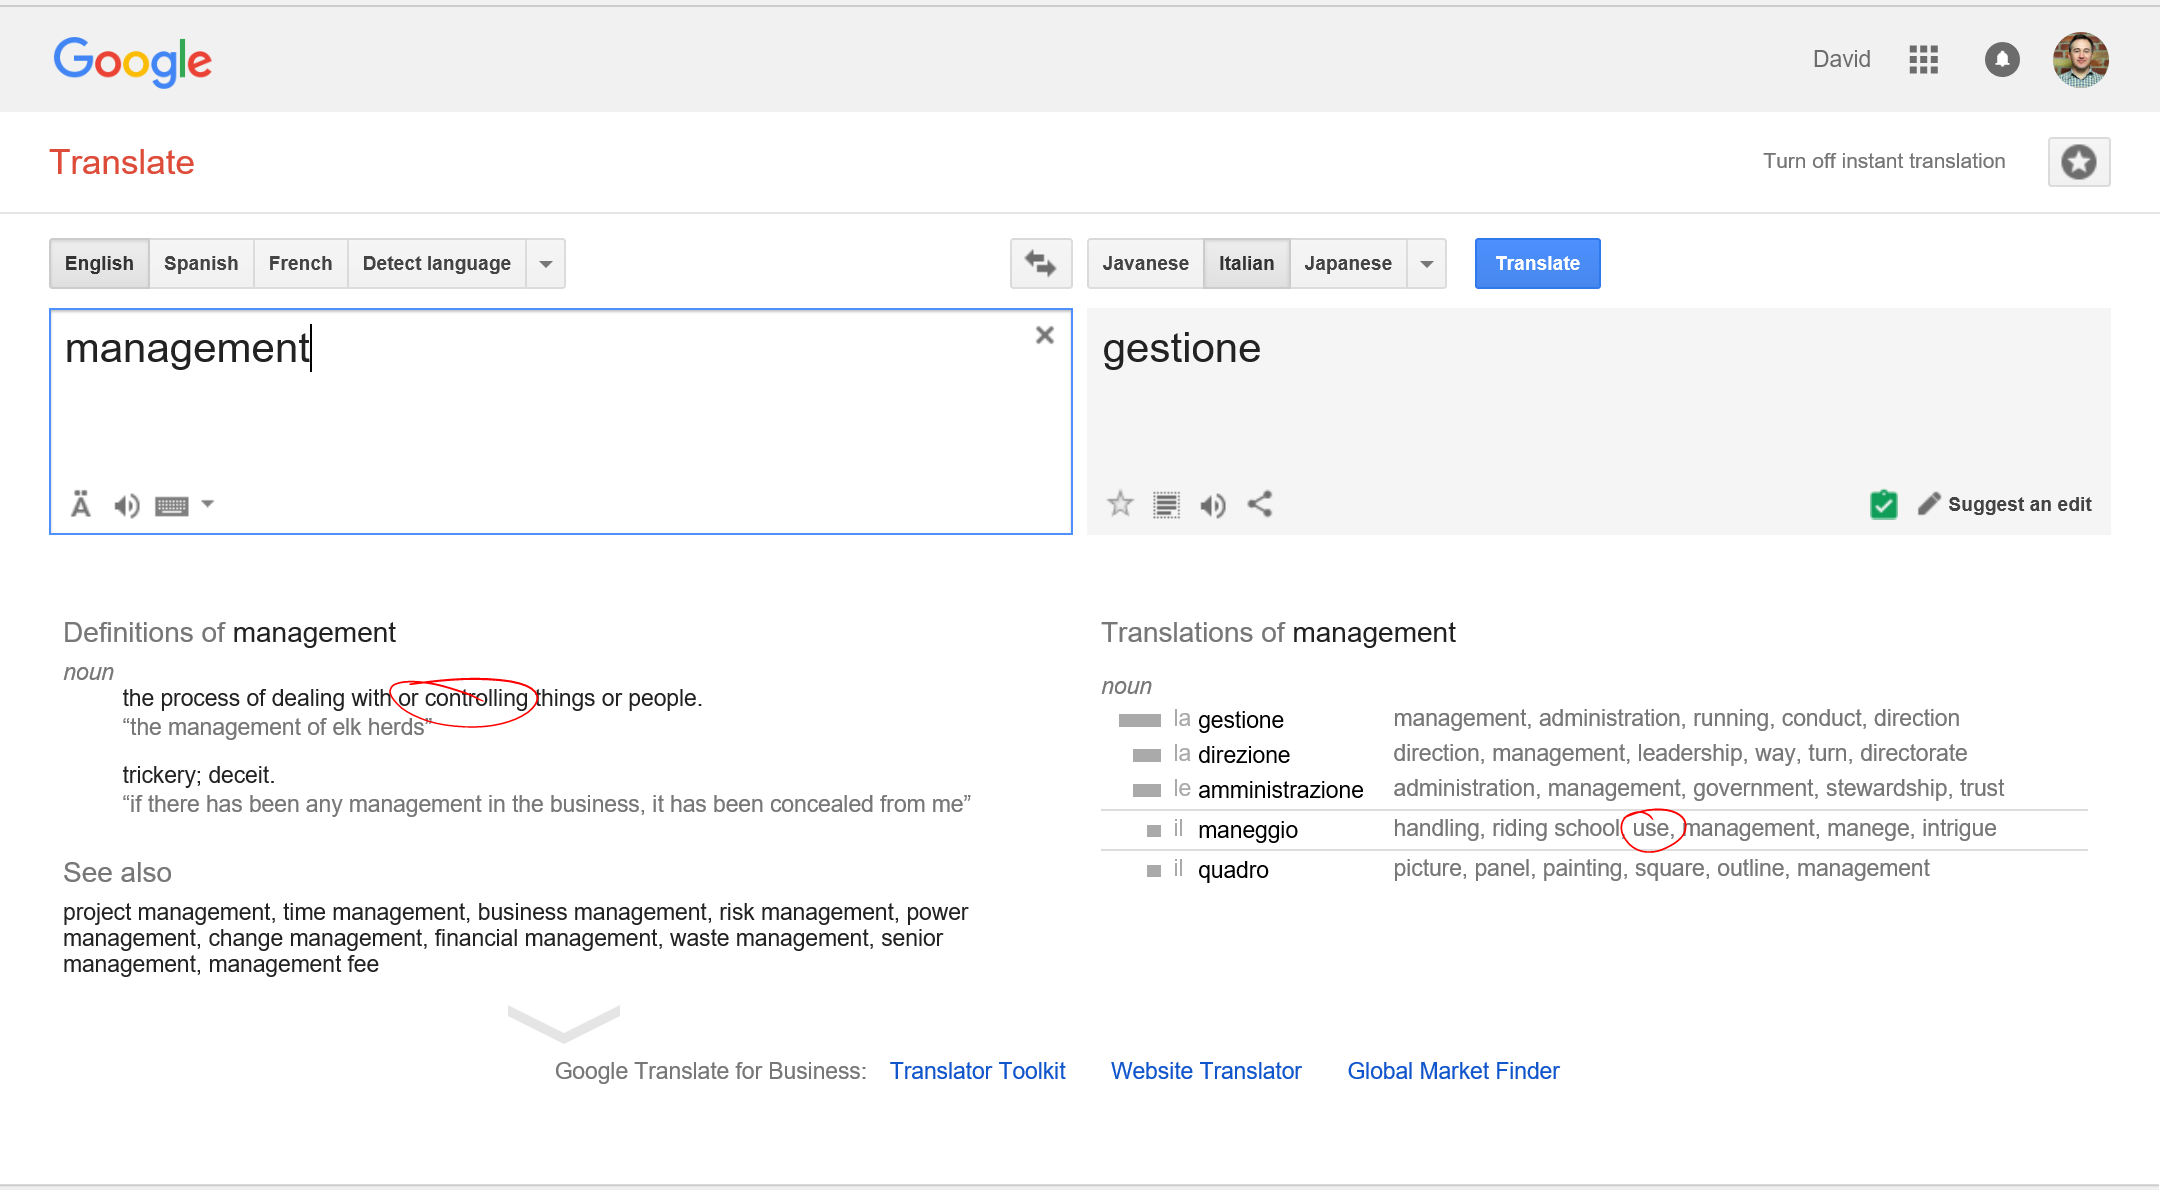 Google
David
Translate
Turn off instant translation
English Spanish French Detect language
Javanese Italian Japanese
Translate
management
gestione
Ä
Suggest an edit
Definitions of management
noun
the process of dealing with or controlling things or people.
“the management of elk herds”
trickery; deceit.
“if there has been any management in the business, it has been concealed from me”
See also
project management, time management, business management, risk management, power
management, change management, financial management, waste management, senior
management, management fee
Translations of management
noun
la gestione management, administration, running, conduct, direction
la direzione direction, management, leadership, way, turn, directorate
le amministrazione administration, management, government, stewardship, trust
il maneggio handling, riding school, use, management, manege, intrigue
il quadro picture, panel, painting, square, outline, management
Google Translate for Business: Translator Toolkit Website Translator Global Market Finder